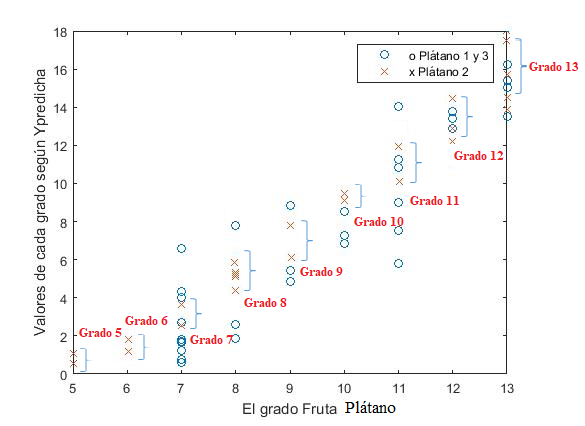 Valores de cada grado según Ypredicha
18
16
14
12
10
8
6
4
2
0
o Plátano 1 y 3
x Plátano 2
Grado 13
Grado 12
Grado 11
Grado 10
Grado 9
Grado 8
Grado 7
Grado 6
Grado 5
5 6 7 8 9 10 11 12 13
El grado Fruta Plátano